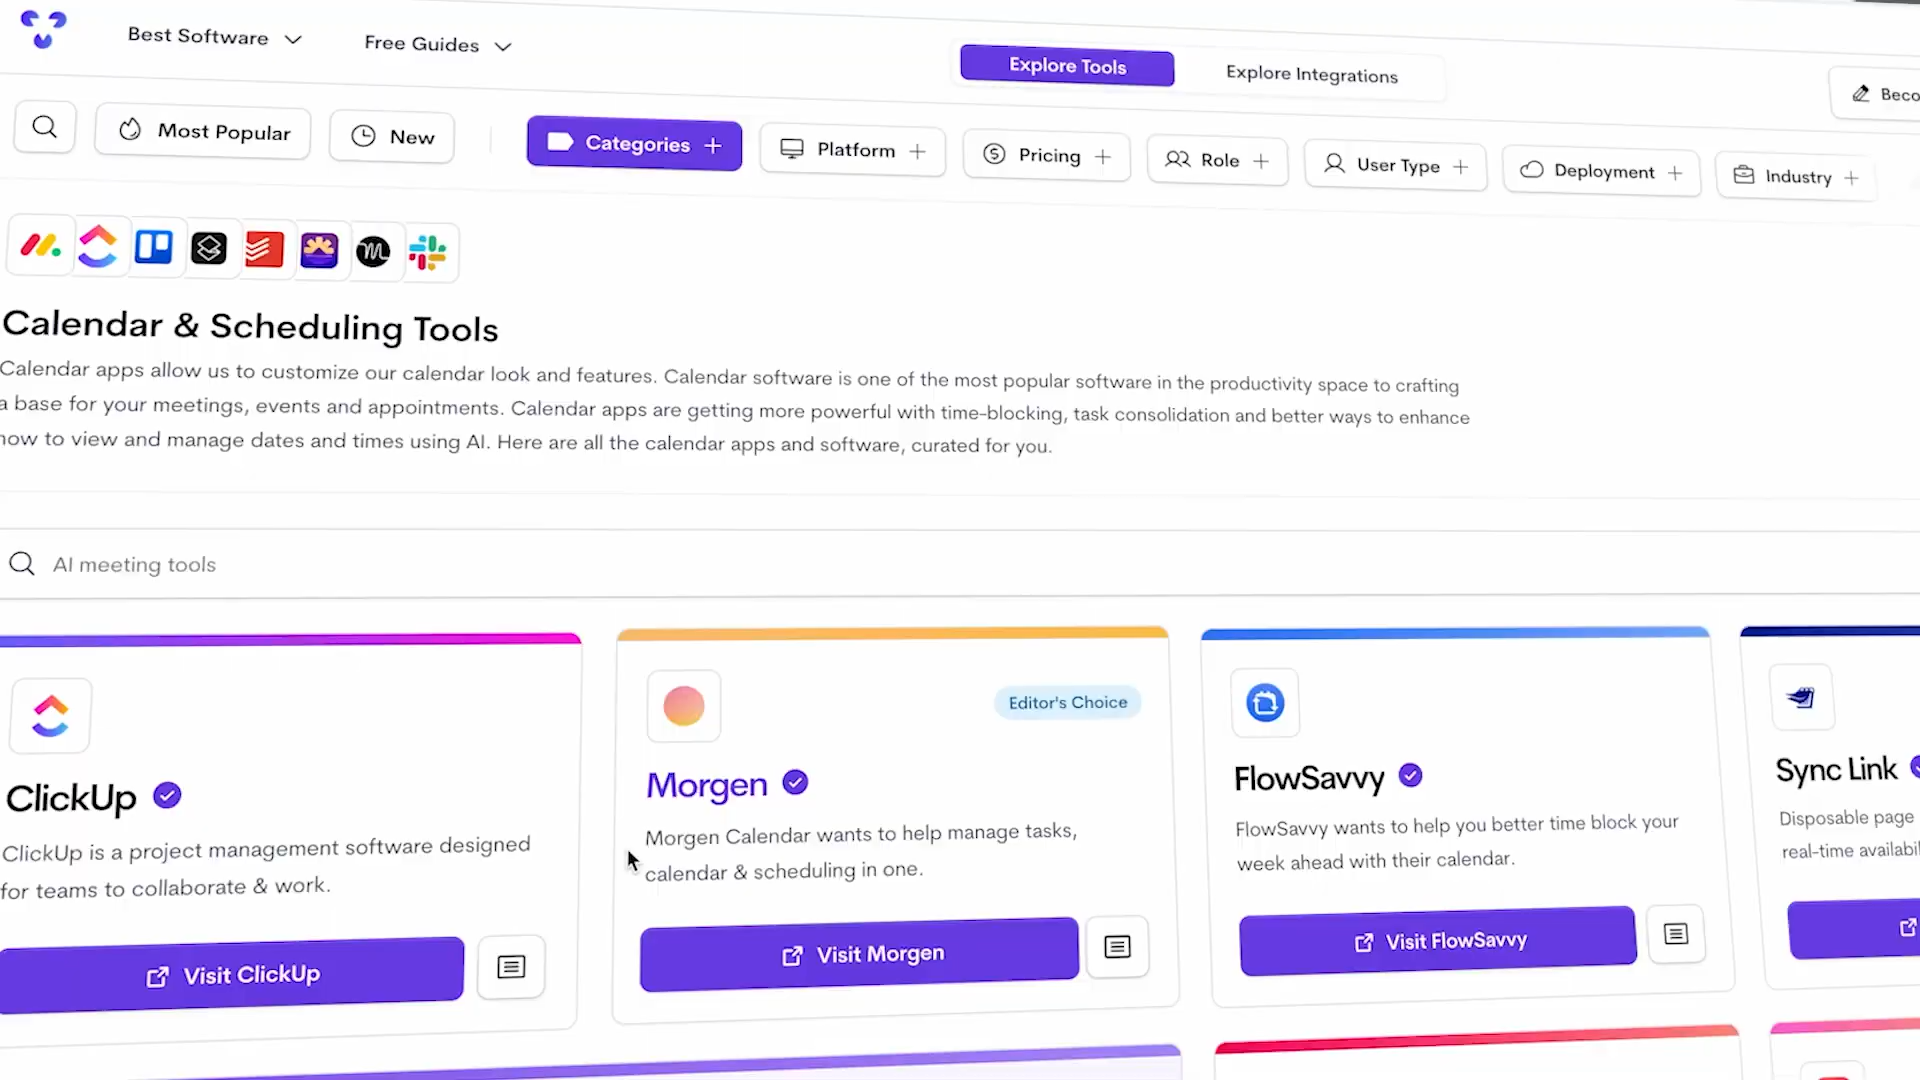 Best Software
Free Guides
Explore Tools
Explore Integrations
Most Popular
New
Categories
Platform
Pricing
Role
User Type
Deployment
Industry
Calendar & Scheduling Tools
Calendar apps allow us to customize our calendar look and features. Calendar software is one of the most popular software in the productivity space to crafting
a base for your meetings, events and appointments. Calendar apps are getting more powerful with time-blocking, task consolidation and better ways to enhance
how to view and manage dates and times using AI. Here are all the calendar apps and software, curated for you.
AI meeting tools
ClickUp
ClickUp is a project management software designed
for teams to collaborate & work.
Visit ClickUp
Editor's Choice
Morgen
Morgen Calendar wants to help manage tasks,
calendar & scheduling in one.
Visit Morgen
FlowSavvy
FlowSavvy wants to help you better time block your
week ahead with their calendar.
Visit FlowSavvy
Sync Link
Disposable page
real-time